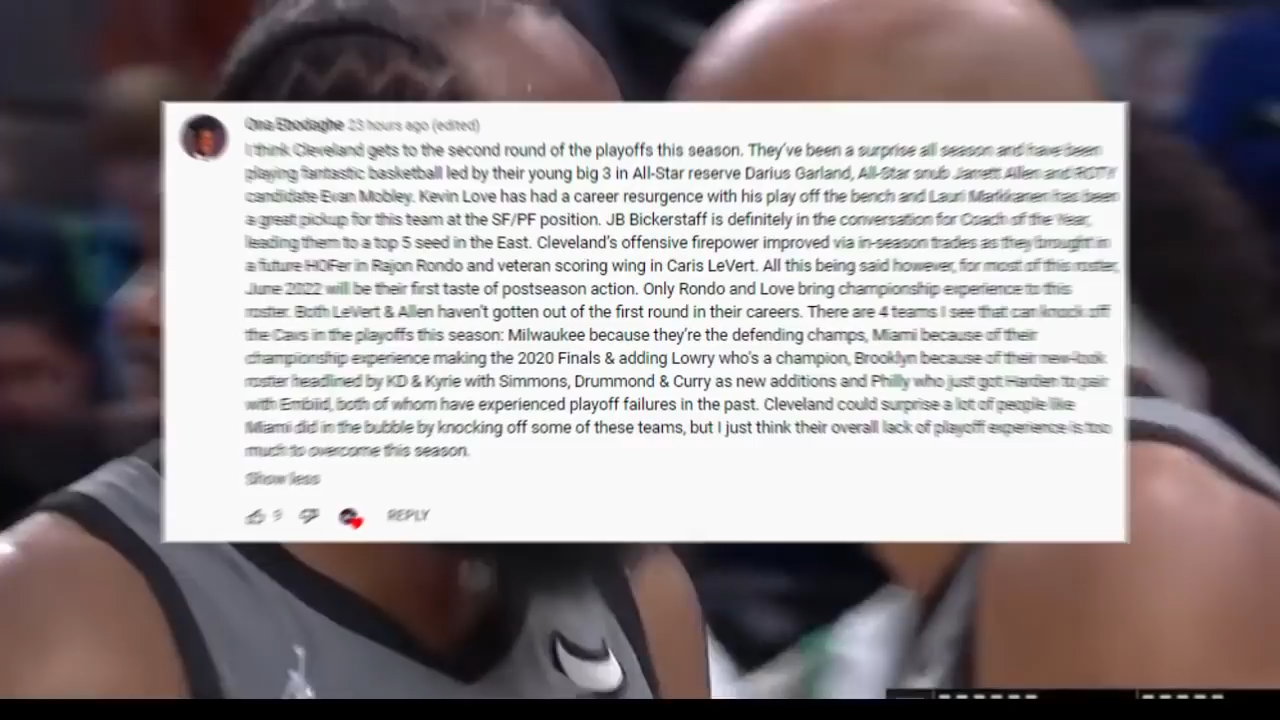 Ona Ebodaghe 23 hours ago (edited)
I think Cleveland gets to the second round of the playoffs this season. They've been a surprise all season and have been
playing fantastic basketball led by their young big 3 in All-Star reserve Darius Garland, All-Star snub Jarrett Allen and ROTY
candidate Evan Mobley. Kevin Love has had a career resurgence with his play off the bench and Lauri Markkanen has been
a great pickup for this team at the SF/PF position. JB Bickerstaff is definitely in the conversation for Coach of the Year,
leading them to a top 5 seed in the East. Cleveland's offensive firepower improved via in-season trades as they brought in
a future HOFer in Rajon Rondo and veteran scoring wing in Caris LeVert. All this being said however, for most of this roster,
June 2022 will be their first taste of postseason action. Only Rondo and Love bring championship experience to this
roster. Both LeVert & Allen haven't gotten out of the first round in their careers. There are 4 teams I see that can knock off
the Cavs in the playoffs this season: Milwaukee because they're the defending champs, Miami because of their
championship experience making the 2020 Finals & adding Lowry who's a champion, Brooklyn because of their new-look
roster headlined by KD & Kyrie with Simmons, Drummond & Curry as new additions and Philly who just got Harden to pair
with Embiid, both of whom have experienced playoff failures in the past. Cleveland could surprise a lot of people like
Miami did in the bubble by knocking off some of these teams, but I just think their overall lack of playoff experience is too
much to overcome this season.
Show less
9 REPLY